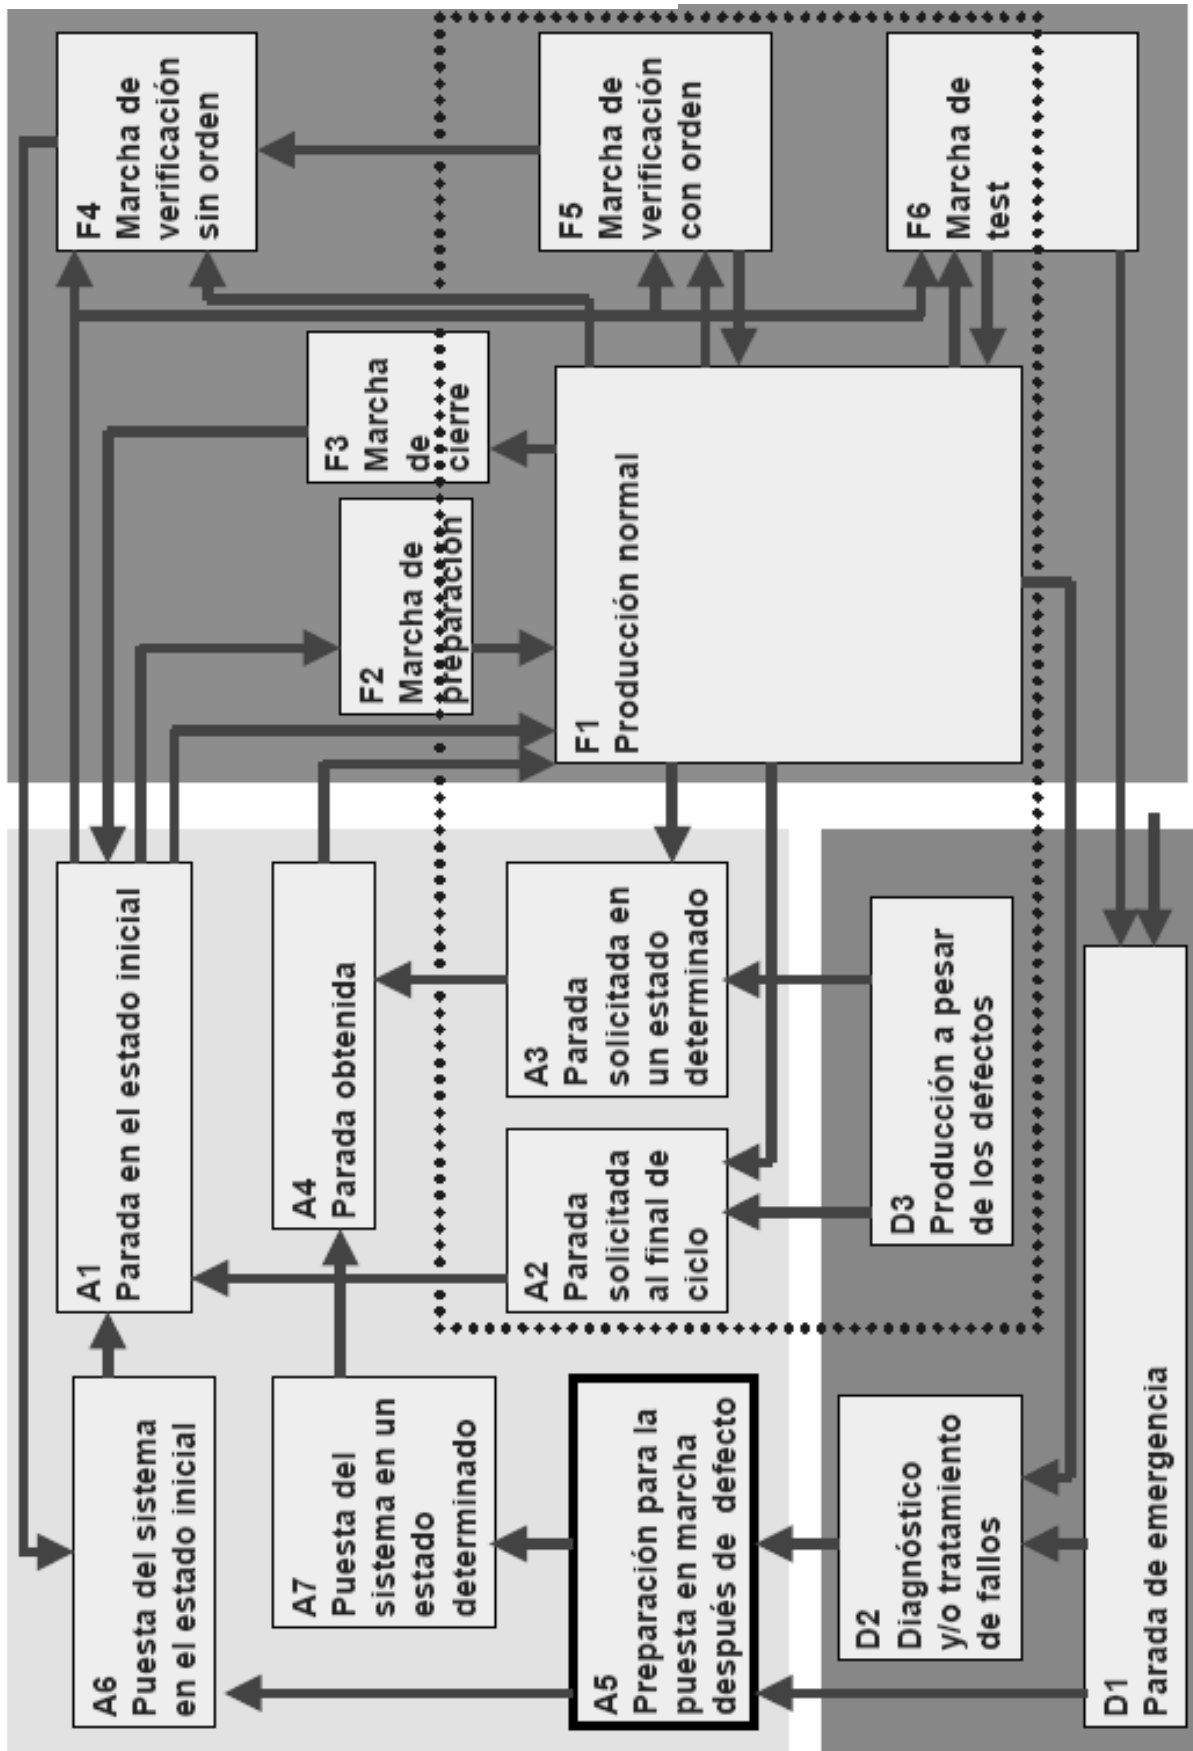 A6
Puesta del sistema
en el estado inicial
A1
Parada en el estado inicial
F4
Marcha de
verificación
sin orden
A7
Puesta del
sistema en un
estado
determinado
A4
Parada obtenida
F2
Marcha de
preparación
F3
Marcha
de
cierre
A5
Preparación para la
puesta en marcha
después de defecto
A2
Parada
solicitada
al final de
ciclo
A3
Parada
solicitada en
un estado
determinado
F1
Producción normal
F5
Marcha de
verificación
con orden
D2
Diagnóstico
y/o tratamiento
de fallos
D3
Producción a pesar
de los defectos
F6
Marcha de
test
D1
Parada de emergencia